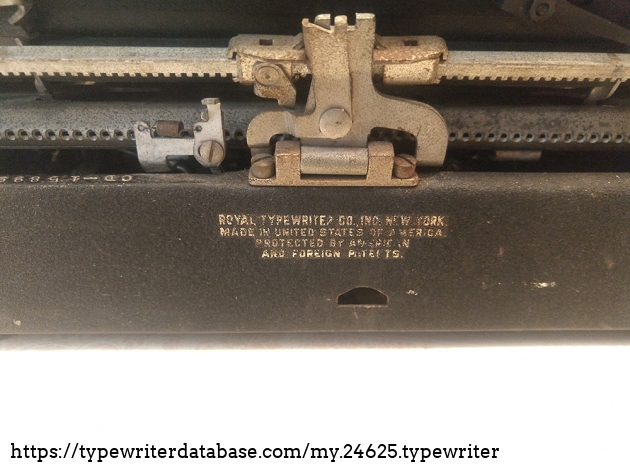 ROYAL TYPEWRITER CO. INC. NEW YORK.
MADE IN UNITED STATES OF AMERICA.
PROTECTED BY AMERICAN
AND FOREIGN PATENTS.
https://typewriterdatabase.com/my.24625.typewriter